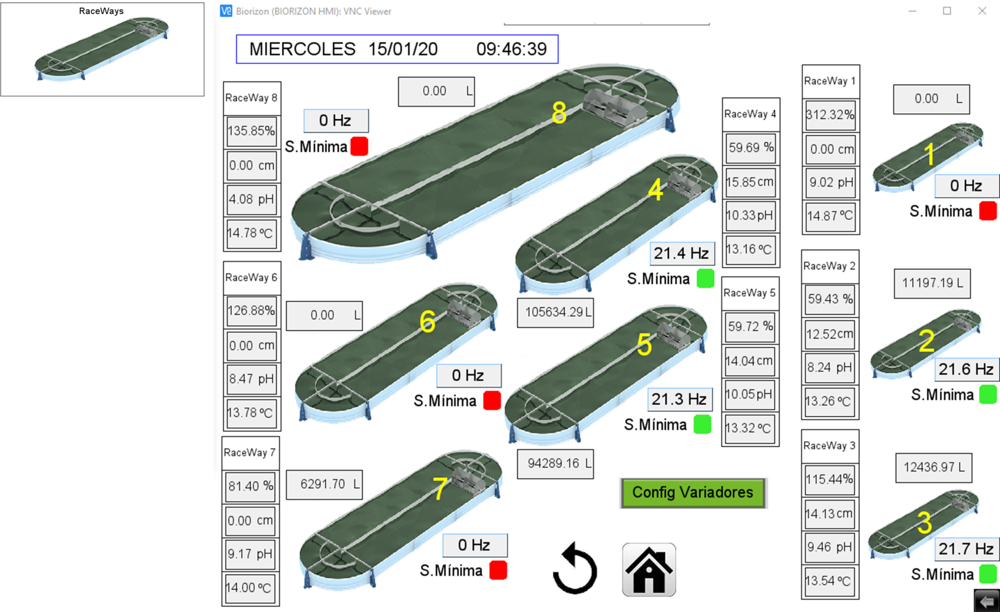 RaceWays
Biorizon (BIORIZON HMI): VNC Viewer
MIERCOLES 15/01/20 09:46:39
RaceWay 8
135.85%
0.00 cm
4.08 pH
14.78 ºC
0.00 L
0 Hz
S.Mínima
8
RaceWay 4
59.69 %
15.85 cm
10.33 pH
13.16 ºC
4
21.4 Hz
S.Mínima
105634.29 L
RaceWay 1
312.32%
0.00 cm
9.02 pH
14.87 ºC
0.00 L
1
0 Hz
S.Mínima
RaceWay 6
126.88%
0.00 cm
8.47 pH
13.78 ºC
0.00 L
6
0 Hz
S.Mínima
RaceWay 5
59.72 %
14.04 cm
10.05 pH
13.32 ºC
5
21.3 Hz
S.Mínima
94289.16 L
RaceWay 2
59.43 %
12.52 cm
8.24 pH
13.26 ºC
11197.19 L
2
21.6 Hz
S.Mínima
RaceWay 7
81.40 %
0.00 cm
9.17 pH
14.00 ºC
6291.70 L
7
0 Hz
S.Mínima
Config Variadores
RaceWay 3
115.44%
14.13 cm
9.46 pH
13.54 ºC
12436.97 L
3
21.7 Hz
S.Mínima